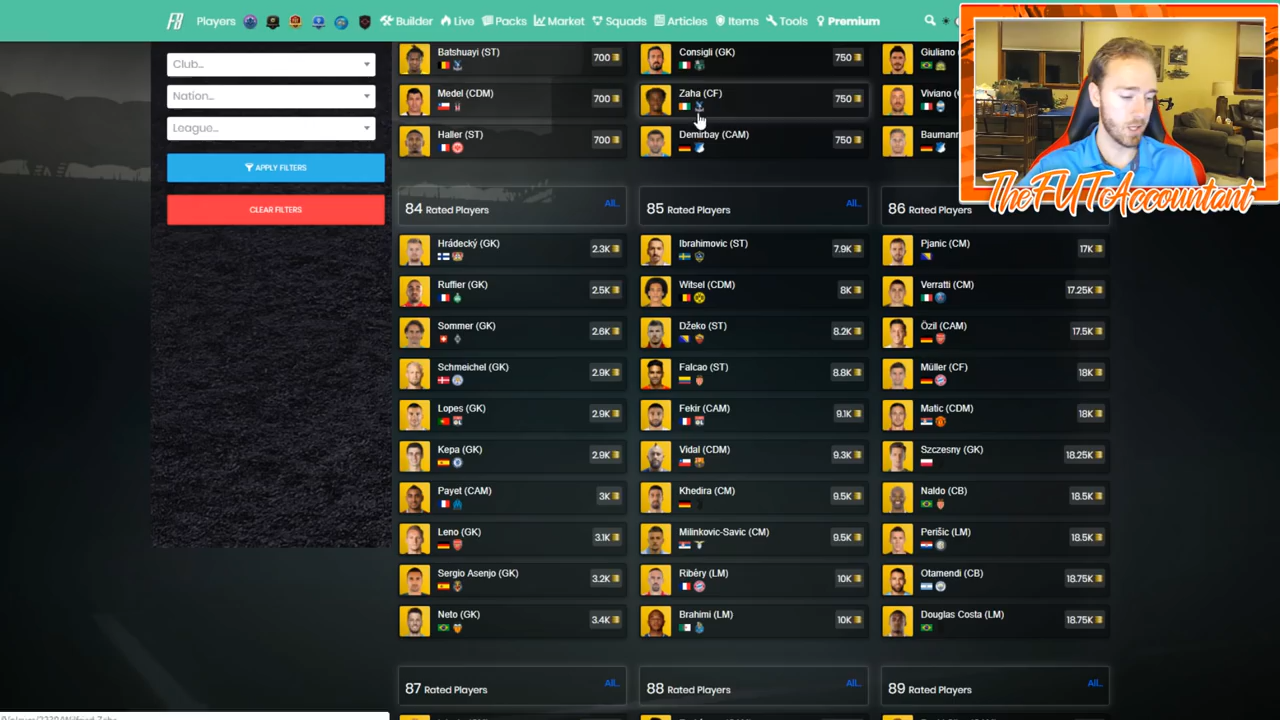 FB Players Builder Live Packs Market Squads Articles Items Tools Premium
Club...
Nation...
League...
APPLY FILTERS
CLEAR FILTERS
Batshuayi (ST) 700
Medel (CDM) 700
Haller (ST) 700
Consigli (GK) 750
Zaha (CF) 750
Demirbay (CAM) 750
Giuliano
Viviano
Bauman
84 Rated Players All..
Hrádecký (GK) 2.3K
Ruffier (GK) 2.5K
Sommer (GK) 2.6K
Schmeichel (GK) 2.9K
Lopes (GK) 2.9K
Kepa (GK) 2.9K
Payet (CAM) 3K
Leno (GK) 3.1K
Sergio Asenjo (GK) 3.2K
Neto (GK) 3.4K
85 Rated Players All..
Ibrahimovic (ST) 7.9K
Witsel (CDM) 8K
Džeko (ST) 8.2K
Falcao (ST) 8.8K
Fekir (CAM) 9.1K
Vidal (CDM) 9.3K
Khedira (CM) 9.5K
Milinkovic-Savic (CM) 9.5K
Ribéry (LM) 10K
Brahimi (LM) 10K
86 Rated Players
Pjanic (CM) 17K
Verratti (CM) 17.25K
Özil (CAM) 17.5K
Müller (CF) 18K
Matic (CDM) 18K
Szczesny (GK) 18.25K
Naldo (CB) 18.5K
Perišic (LM) 18.5K
Otamendi (CB) 18.75K
Douglas Costa (LM) 18.75K
87 Rated Players All..
88 Rated Players All..
89 Rated Players All..
TheFUTAccountant